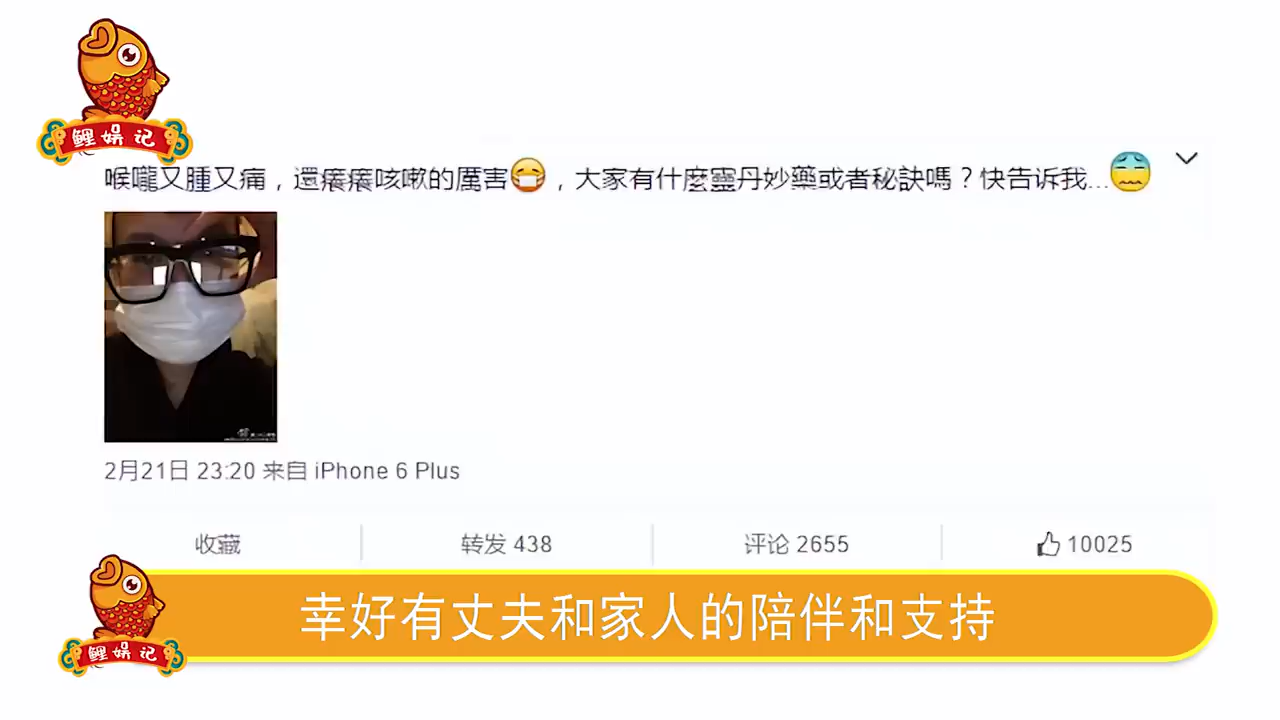 鲤娱记
喉嚨又腫又痛，還癢癢咳嗽的厲害😷，大家有什麼靈丹妙藥或者秘訣嗎？快告诉我...
2月21日 23:20 来自 iPhone 6 Plus
收藏
转发 438
评论 2655
10025
幸好有丈夫和家人的陪伴和支持
鲤娱记